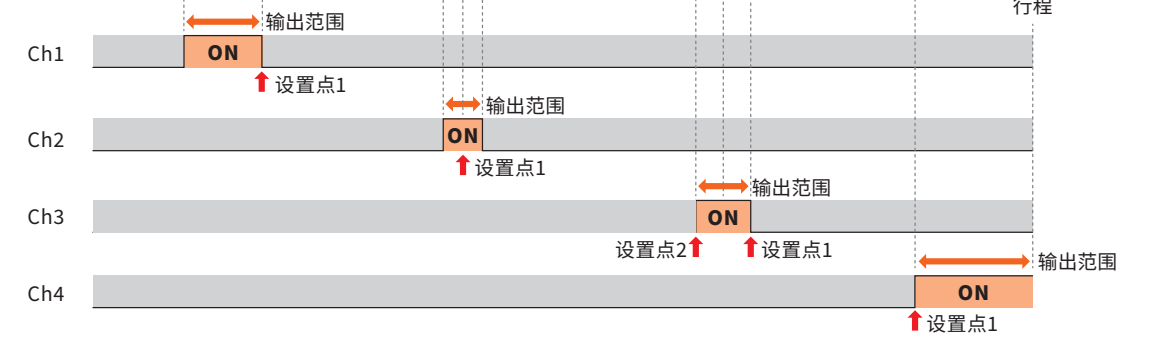 行程
输出范围
Ch1
ON
设置点1
输出范围
Ch2
ON
设置点1
输出范围
Ch3
ON
设置点2
设置点1
输出范围
Ch4
ON
设置点1